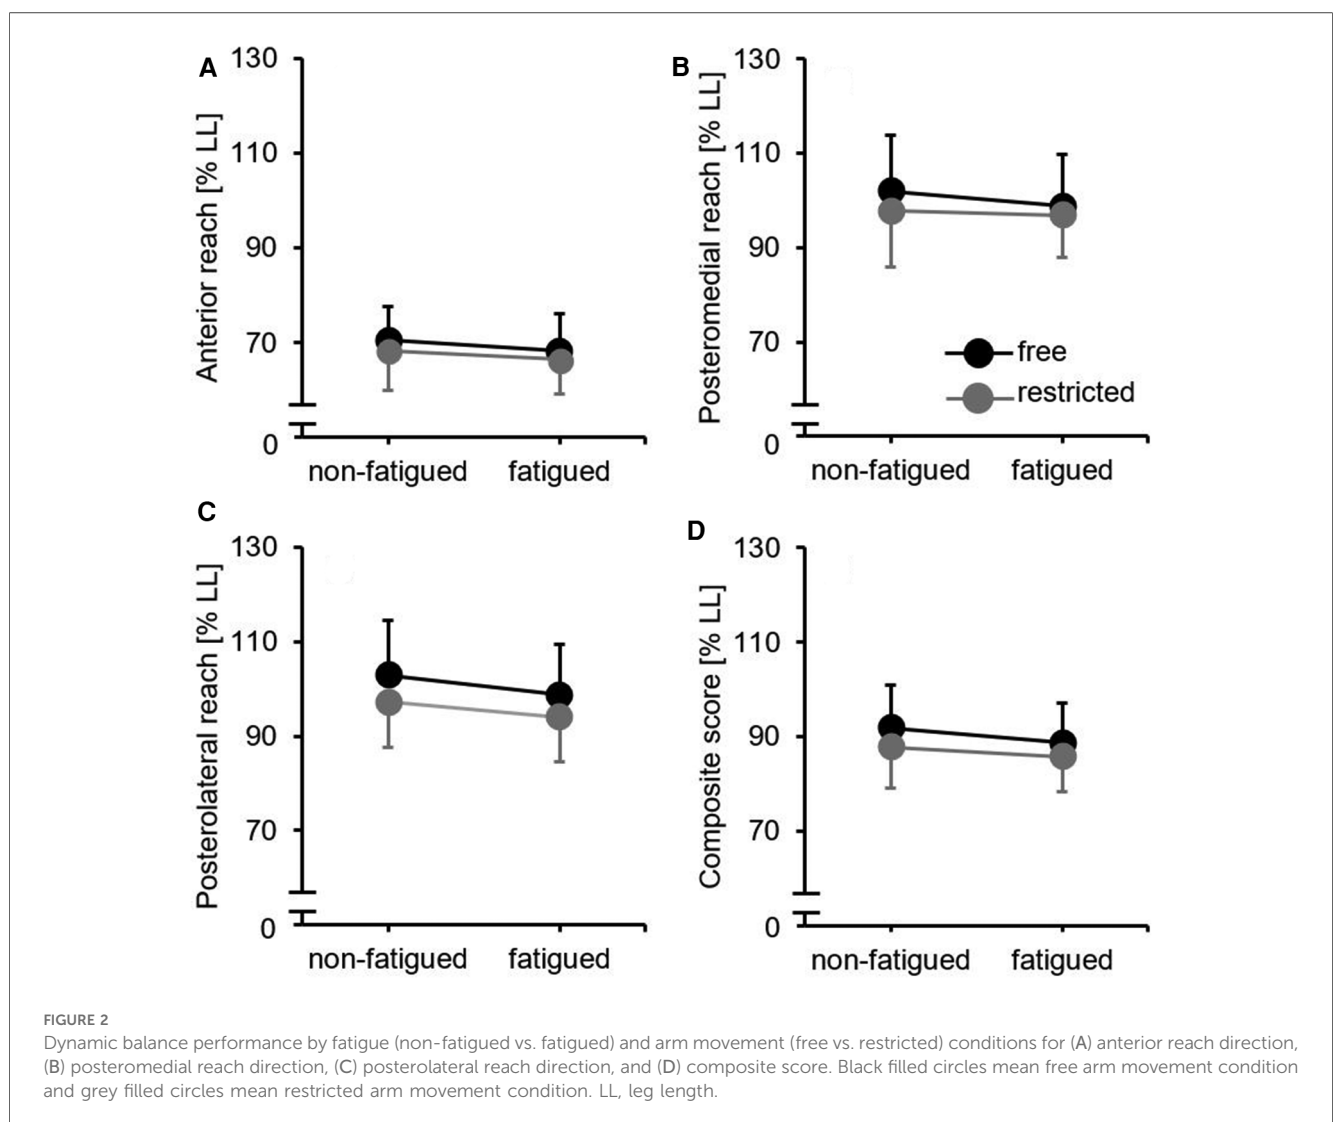 A
130
110
90
70
0
Anterior reach [% LL]
non-fatigued fatigued
B
130
110
90
70
0
Posteromedial reach [% LL]
free
restricted
non-fatigued fatigued
C
130
110
90
70
0
Posterolateral reach [% LL]
non-fatigued fatigued
D
130
110
90
70
0
Composite score [% LL]
non-fatigued fatigued
FIGURE 2
Dynamic balance performance by fatigue (non-fatigued vs. fatigued) and arm movement (free vs. restricted) conditions for (A) anterior reach direction,
(B) posteromedial reach direction, (C) posterolateral reach direction, and (D) composite score. Black filled circles mean free arm movement condition
and grey filled circles mean restricted arm movement condition. LL, leg length.